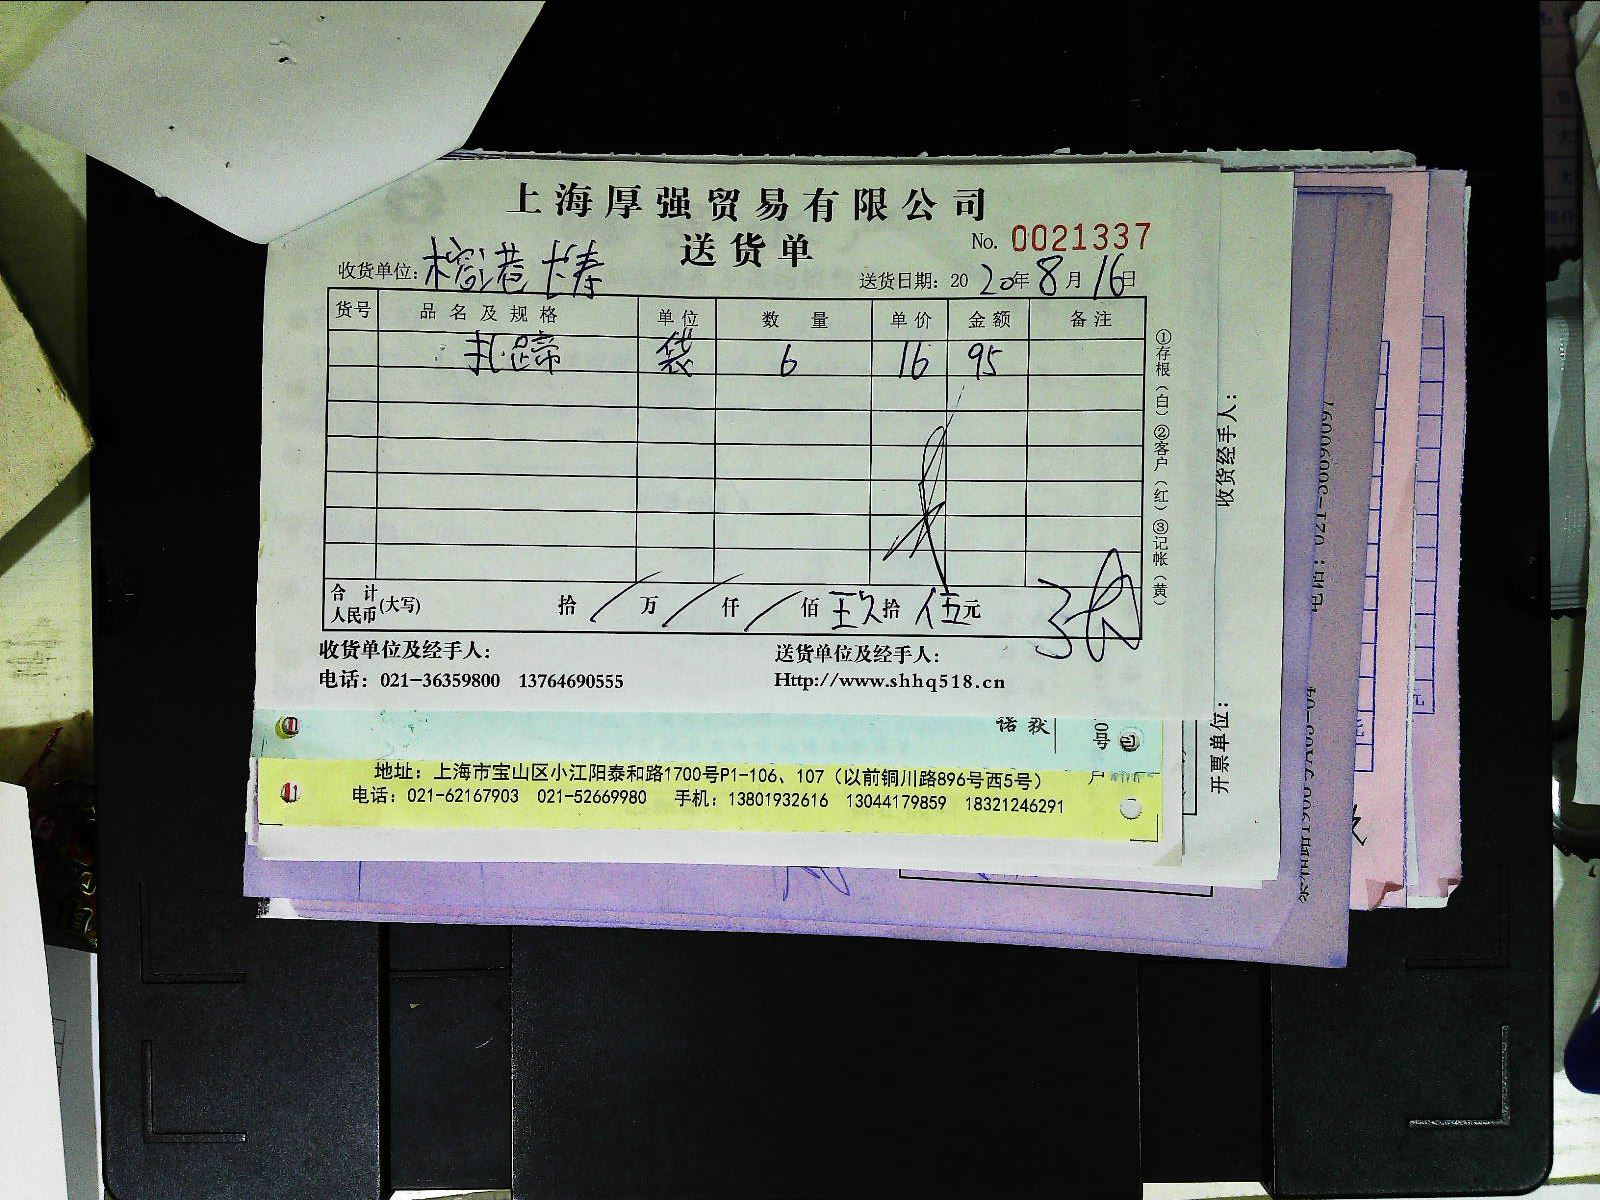 上海厚强贸易有限公司
送货单
No. 0021337
收货单位: 榕港 长寿
送货日期: 2020年8月16日
货号 品名及规格 单位 数量 单价 金额 备注
扎蹄 袋 6 16 95
合计人民币(大写) 拾/万/仟/佰玖拾伍元
①存根(白)②客户(红)③记帐(黄)
收货单位及经手人:
送货单位及经手人:
电话: 021-36359800 13764690555
Http://www.shhq518.cn
收货经手人:
开票单位:
地址: 上海市宝山区小江阳泰和路1700号P1-106、107（以前铜川路896号西5号）
电话: 021-62167903 021-52669980 手机: 13801932616 13044179859 18321246291